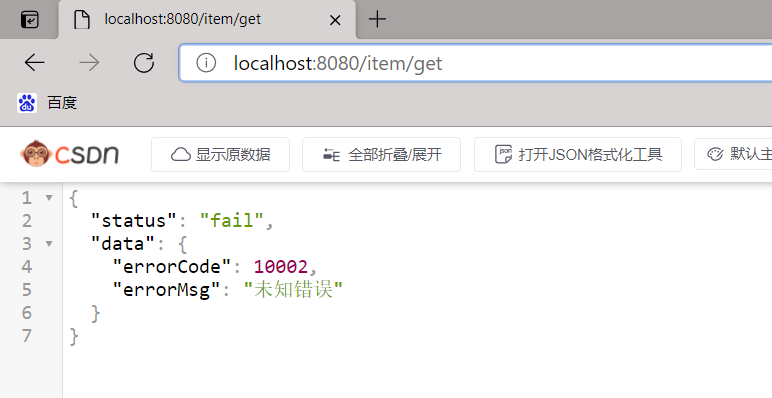 localhost:8080/item/get
localhost:8080/item/get
百度
CSDN 显示原数据 全部折叠/展开 打开JSON格式化工具 默认主
1 {
2 "status": "fail",
3 "data": {
4 "errorCode": 10002,
5 "errorMsg": "未知错误"
6 }
7 }